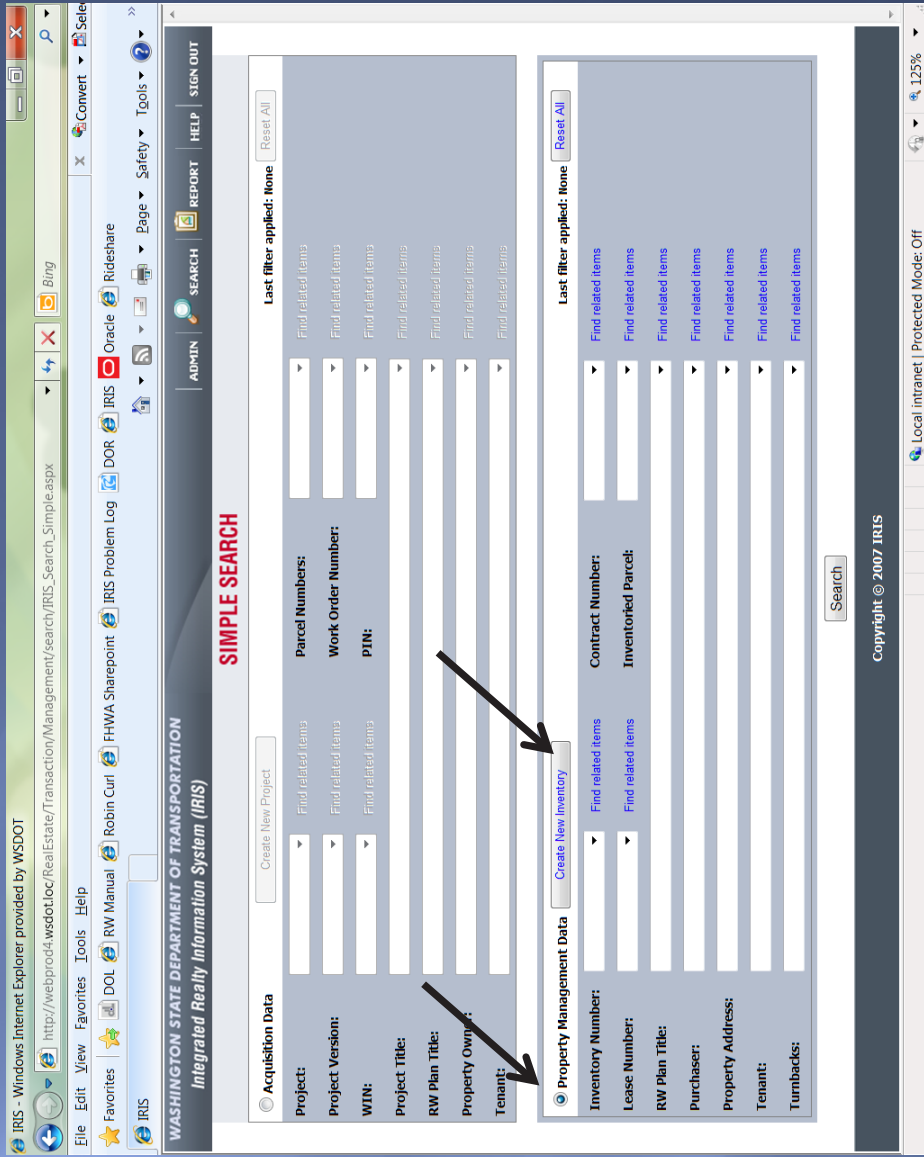 IRIS - Windows Internet Explorer provided by WSDOT
http://webprod4.wsdot.loc/RealEstate/Transaction/Management/search/IRIS_Search_Simple.aspx
Bing
File Edit View Favorites Tools Help
Convert
Selec
Favorites DOL RW Manual Robin Curl FHWA Sharepoint IRIS Problem Log DOR IRIS Oracle Rideshare
IRIS
Page Safety Tools
WASHINGTON STATE DEPARTMENT OF TRANSPORTATION
Integrated Realty Information System (IRIS)
ADMIN SEARCH REPORT HELP SIGN OUT
SIMPLE SEARCH
Acquisition Data Create New Project Last filter applied: None Reset All
Project: Find related items Parcel Numbers: Find related items
Project Version: Find related items Work Order Number: Find related items
WIN: Find related items PIN: Find related items
Project Title: Find related items
RW Plan Title: Find related items
Property Owner: Find related items
Tenant: Find related items
Property Management Data Create New Inventory Last filter applied: None Reset All
Inventory Number: Find related items Contract Number: Find related items
Lease Number: Find related items Inventoried Parcel: Find related items
RW Plan Title: Find related items
Purchaser: Find related items
Property Address: Find related items
Tenant: Find related items
Turnbacks: Find related items
Search
Copyright © 2007 IRIS
Local intranet | Protected Mode: Off
125%